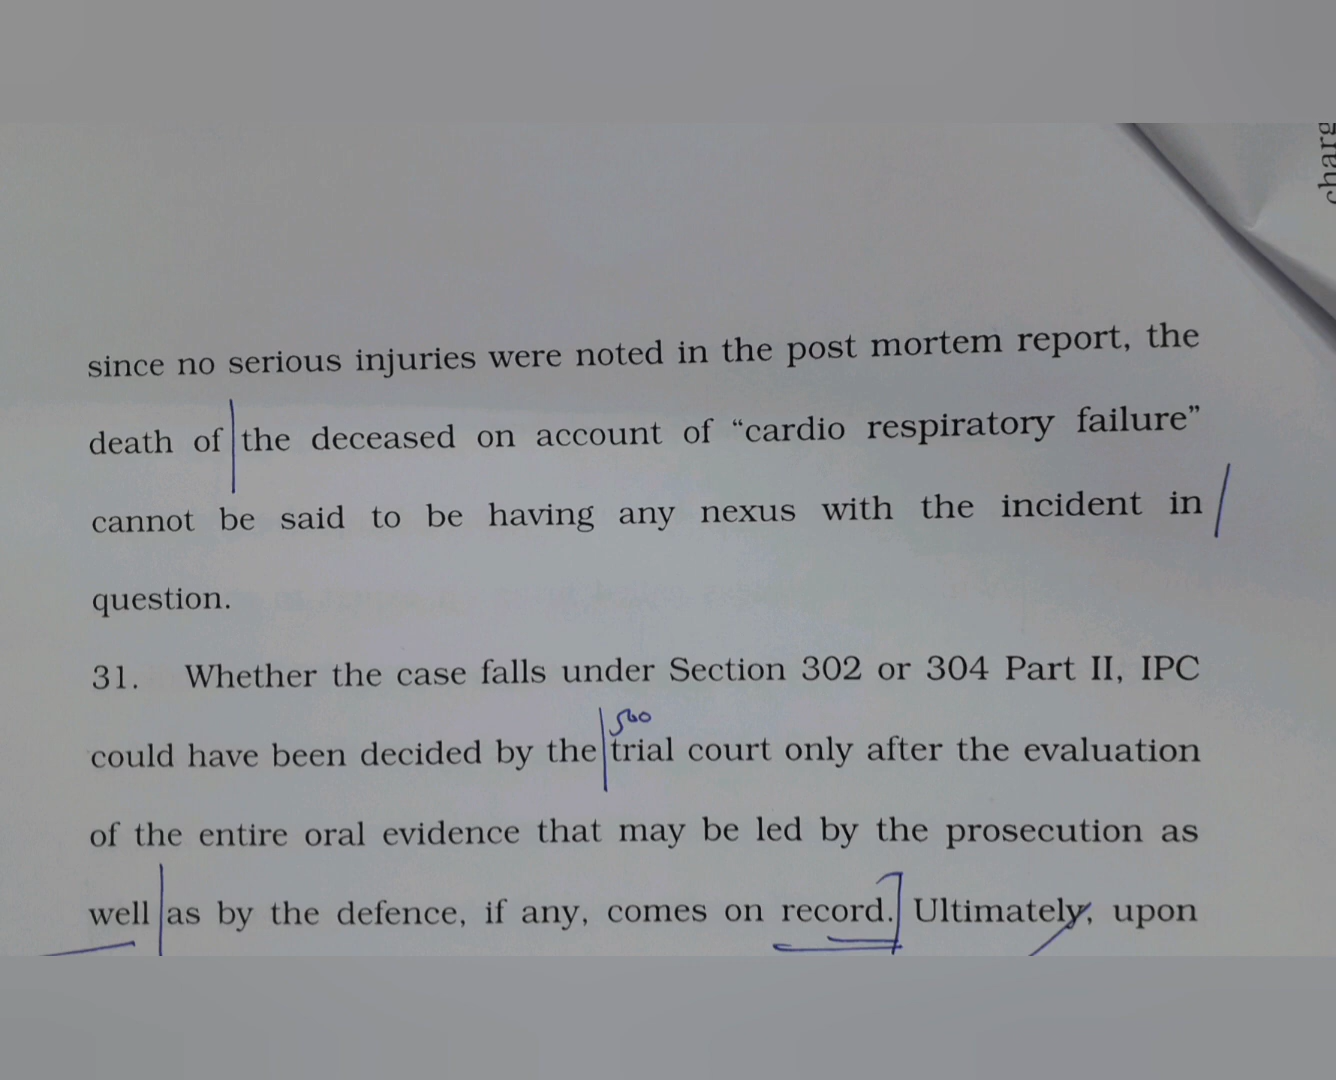 charg
since no serious injuries were noted in the post mortem report, the
death of the deceased on account of “cardio respiratory failure”
cannot be said to be having any nexus with the incident in
question.
31. Whether the case falls under Section 302 or 304 Part II, IPC
500
could have been decided by the trial court only after the evaluation
of the entire oral evidence that may be led by the prosecution as
well as by the defence, if any, comes on record. Ultimately, upon